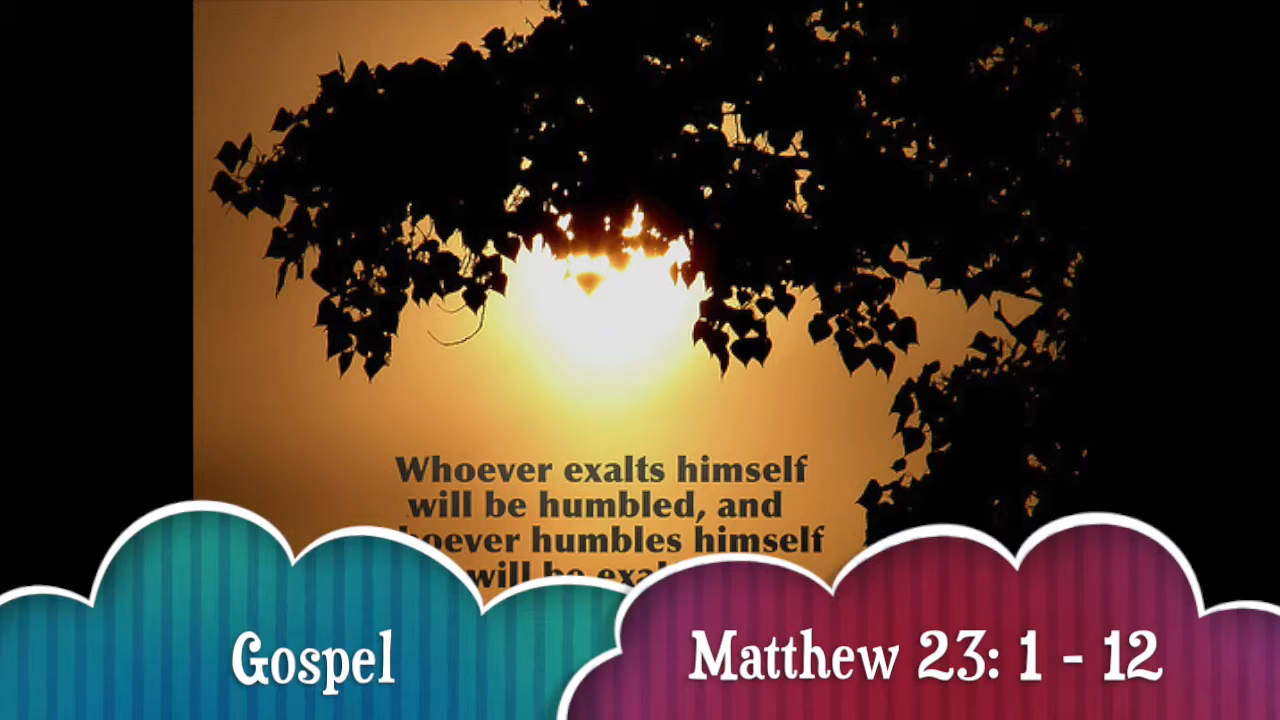 Whoever exalts himself
will be humbled, and
humbles himself
will be
Gospel
Matthew 23: 1 - 12